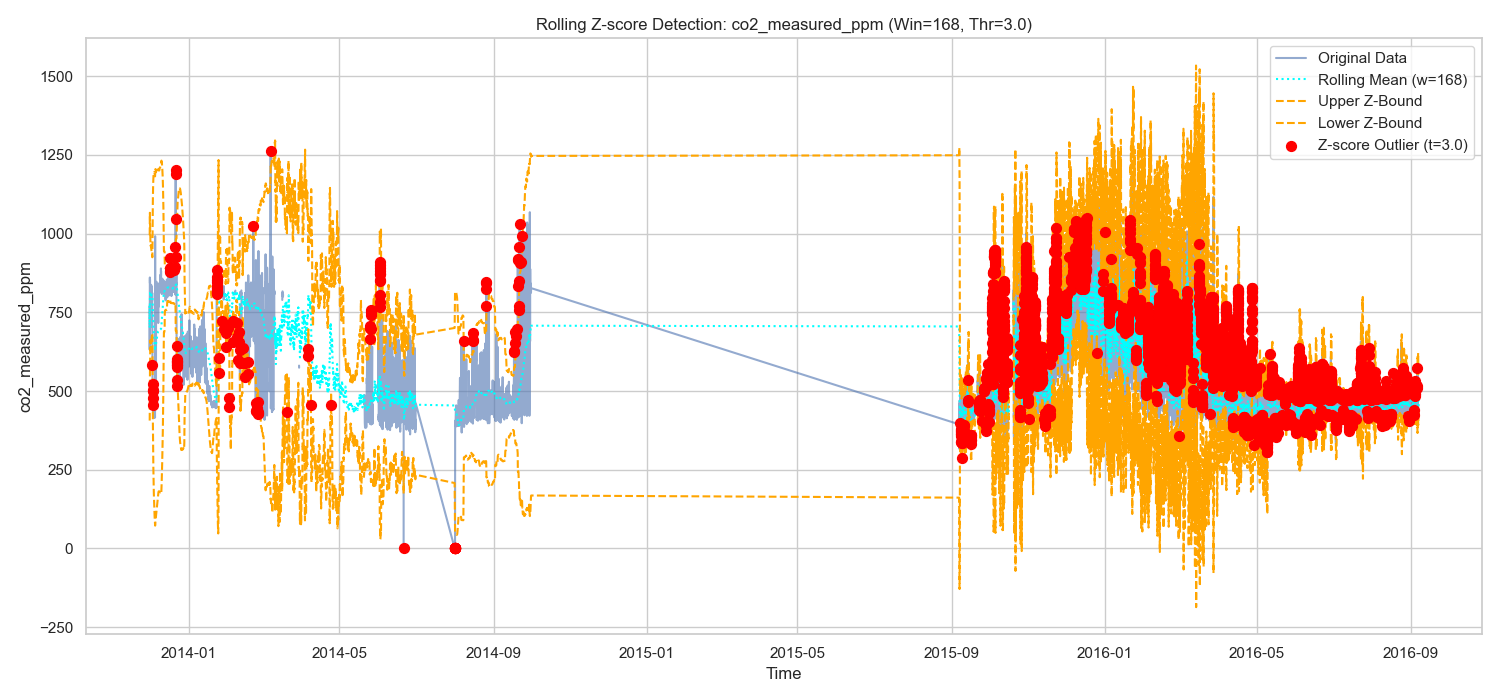 Rolling Z-score Detection: co2_measured_ppm (Win=168, Thr=3.0)
Original Data
Rolling Mean (w=168)
Upper Z-Bound
Lower Z-Bound
Z-score Outlier (t=3.0)
co2_measured_ppm
1500
1250
1000
750
500
250
0
−250
2014-01
2014-05
2014-09
2015-01
2015-05
2015-09
2016-01
2016-05
2016-09
Time